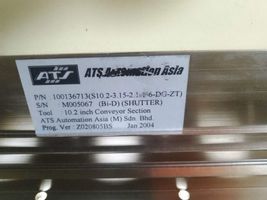 ATS
ATS Automation Asia
P/N 100136713(S10.2-3.15-2.1-F6-DG-ZT)
S/N M005067 (Bi-D) (SHUTTER)
Tool 10.2 inch Conveyor Section
ATS Automation Asia (M) Sdn. Bhd.
Prog. Ver : Z020805BS Jan 2004